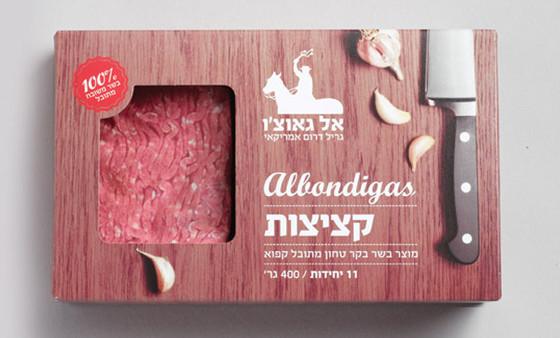 100%
בשר משובח
מתובל
אל גאוצ'ו
גריל דרום אמריקאי
Albondigas
קציצות
מוצר בשר בקר טחון מתובל קפוא
11 יחידות / 400 גר'